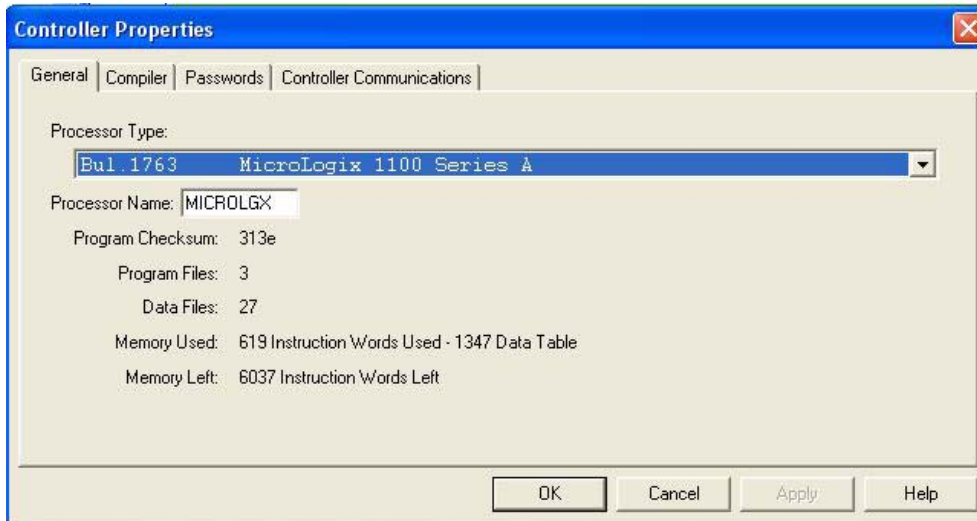 Controller Properties
General Compiler Passwords Controller Communications
Processor Type:
Bul.1763 MicroLogix 1100 Series A
Processor Name: MICROLGX
Program Checksum: 313e
Program Files: 3
Data Files: 27
Memory Used: 619 Instruction Words Used - 1347 Data Table
Memory Left: 6037 Instruction Words Left
OK Cancel Apply Help